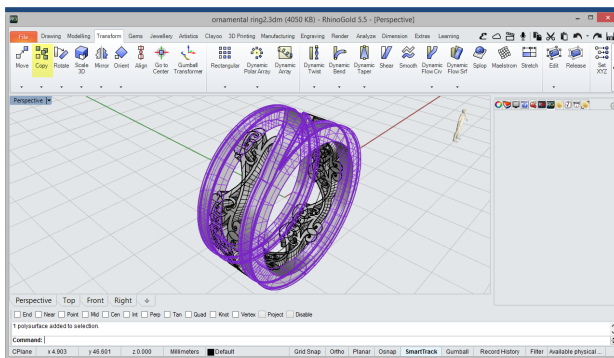 ornamental ring2.3dm (4050 KB) - RhinoGold 5.5 - [Perspective]
File Drawing Modelling Transform Gems Jewellery Artistics Clayoo 3D Printing Manufacturing Engraving Render Analyze Dimension Extras Learning
Move Copy Rotate Scale 3D Mirror Orient Align Go to Center Gumball Transformer Rectangular Dynamic Polar Array Dynamic Array Dynamic Twist Dynamic Bend Dynamic Taper Shear Smooth Dynamic Flow Crv Dynamic Flow Srf Splop Maelstrom Stretch Edit Release Set XYZ
Perspective
Perspective Top Front Right
End Near Point Mid Cen Int Perp Tan Quad Knot Vertex Project Disable
1 polysurface added to selection.
Command:
CPlane x 4.903 y 46.601 z 0.000 Millimeters Default Grid Snap Ortho Planar Osnap SmartTrack Gumball Record History Filter Available physical...